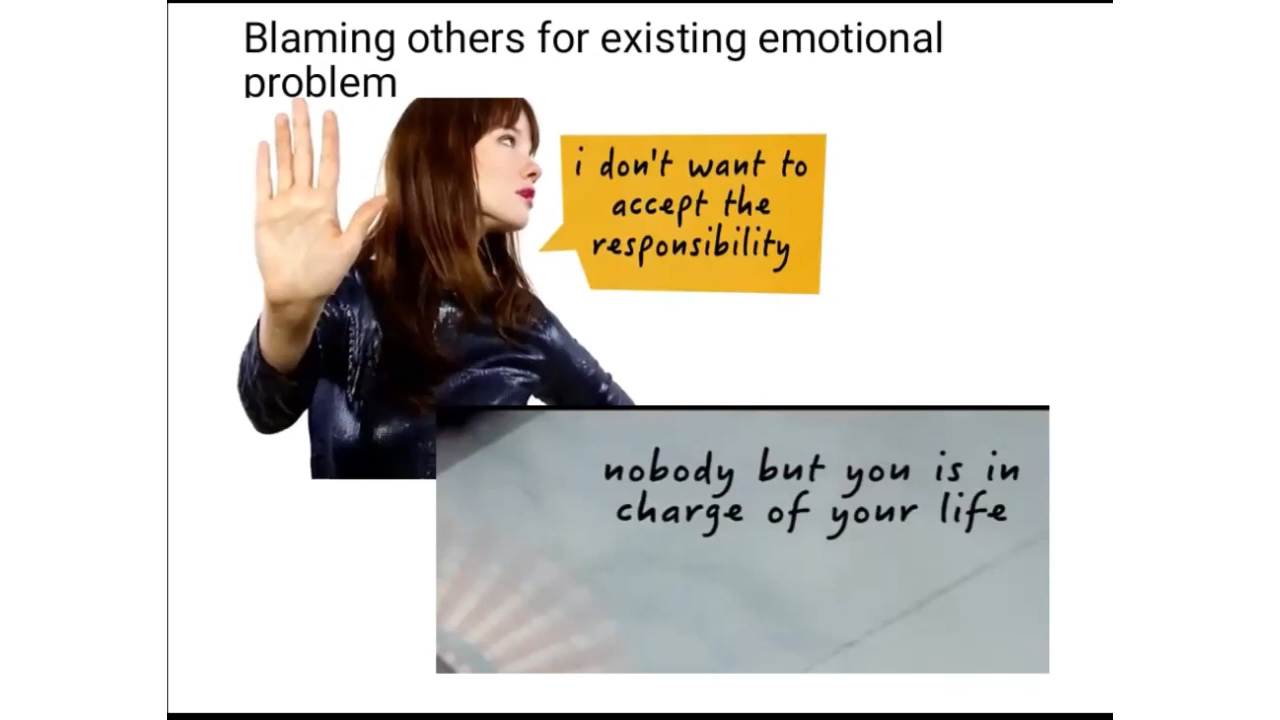 Blaming others for existing emotional
problem
i don't want to
accept the
responsibility
nobody but you is in
charge of your life